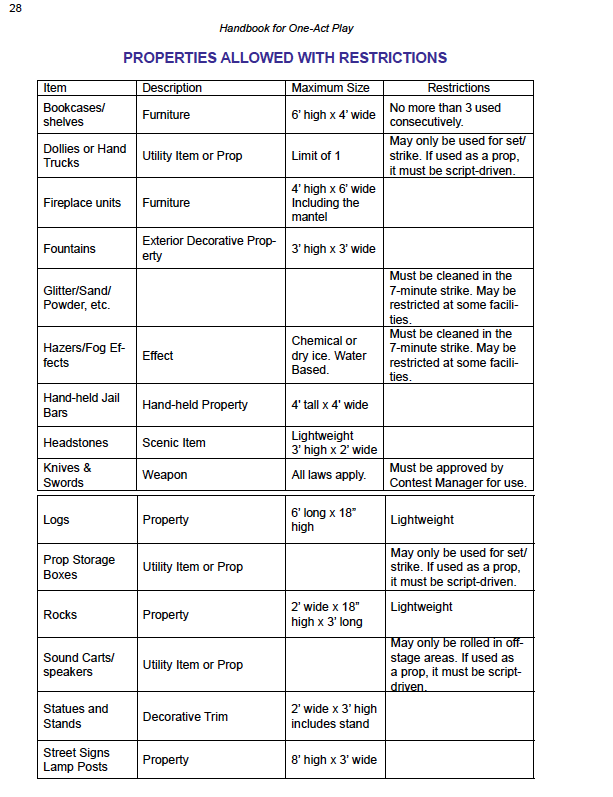 28
Handbook for One-Act Play
PROPERTIES ALLOWED WITH RESTRICTIONS
Item Description Maximum Size Restrictions
Bookcases/
shelves
Furniture
6’ high x 4’ wide
No more than 3 used
consecutively.
Dollies or Hand
Trucks
Utility Item or Prop
Limit of 1
May only be used for set/
strike. If used as a prop,
it must be script-driven.
Fireplace units
Furniture
4’ high x 6’ wide
Including the
mantel
Fountains
Exterior Decorative Prop-
erty
3’ high x 3’ wide
Glitter/Sand/
Powder, etc.
Must be cleaned in the
7-minute strike. May be
restricted at some facili-
ties.
Hazers/Fog Ef-
fects
Effect
Chemical or
dry ice. Water
Based.
Must be cleaned in the
7-minute strike. May be
restricted at some facili-
ties.
Hand-held Jail
Bars
Hand-held Property
4' tall x 4' wide
Headstones
Scenic Item
Lightweight
3’ high x 2’ wide
Knives &
Swords
Weapon
All laws apply.
Must be approved by
Contest Manager for use.
Logs
Property
6’ long x 18”
high
Lightweight
Prop Storage
Boxes
Utility Item or Prop
May only be used for set/
strike. If used as a prop,
it must be script-driven.
Rocks
Property
2’ wide x 18”
high x 3’ long
Lightweight
Sound Carts/
speakers
Utility Item or Prop
May only be rolled in off-
stage areas. If used as
a prop, it must be script-
driven.
Statues and
Stands
Decorative Trim
2’ wide x 3’ high
includes stand
Street Signs
Lamp Posts
Property
8’ high x 3’ wide